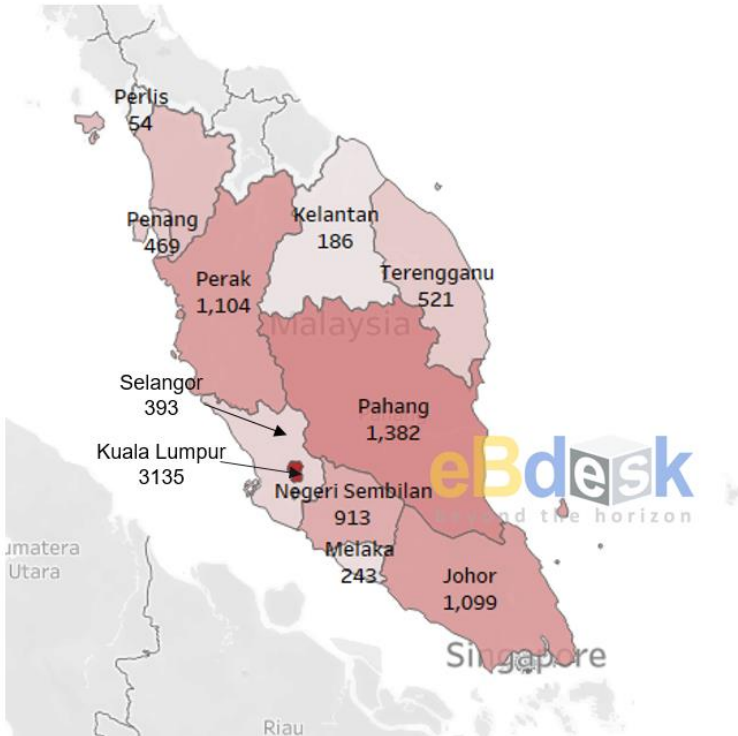 Perlis
54
Penang
469
Kelantan
186
Terengganu
521
Perak
1,104
Malaysia
Selangor
393
Pahang
1,382
Kuala Lumpur
3135
eBdesk
beyond the horizon
Negeri Sembilan
913
Melaka
243
Johor
1,099
umatera
Utara
Singapore
Riau